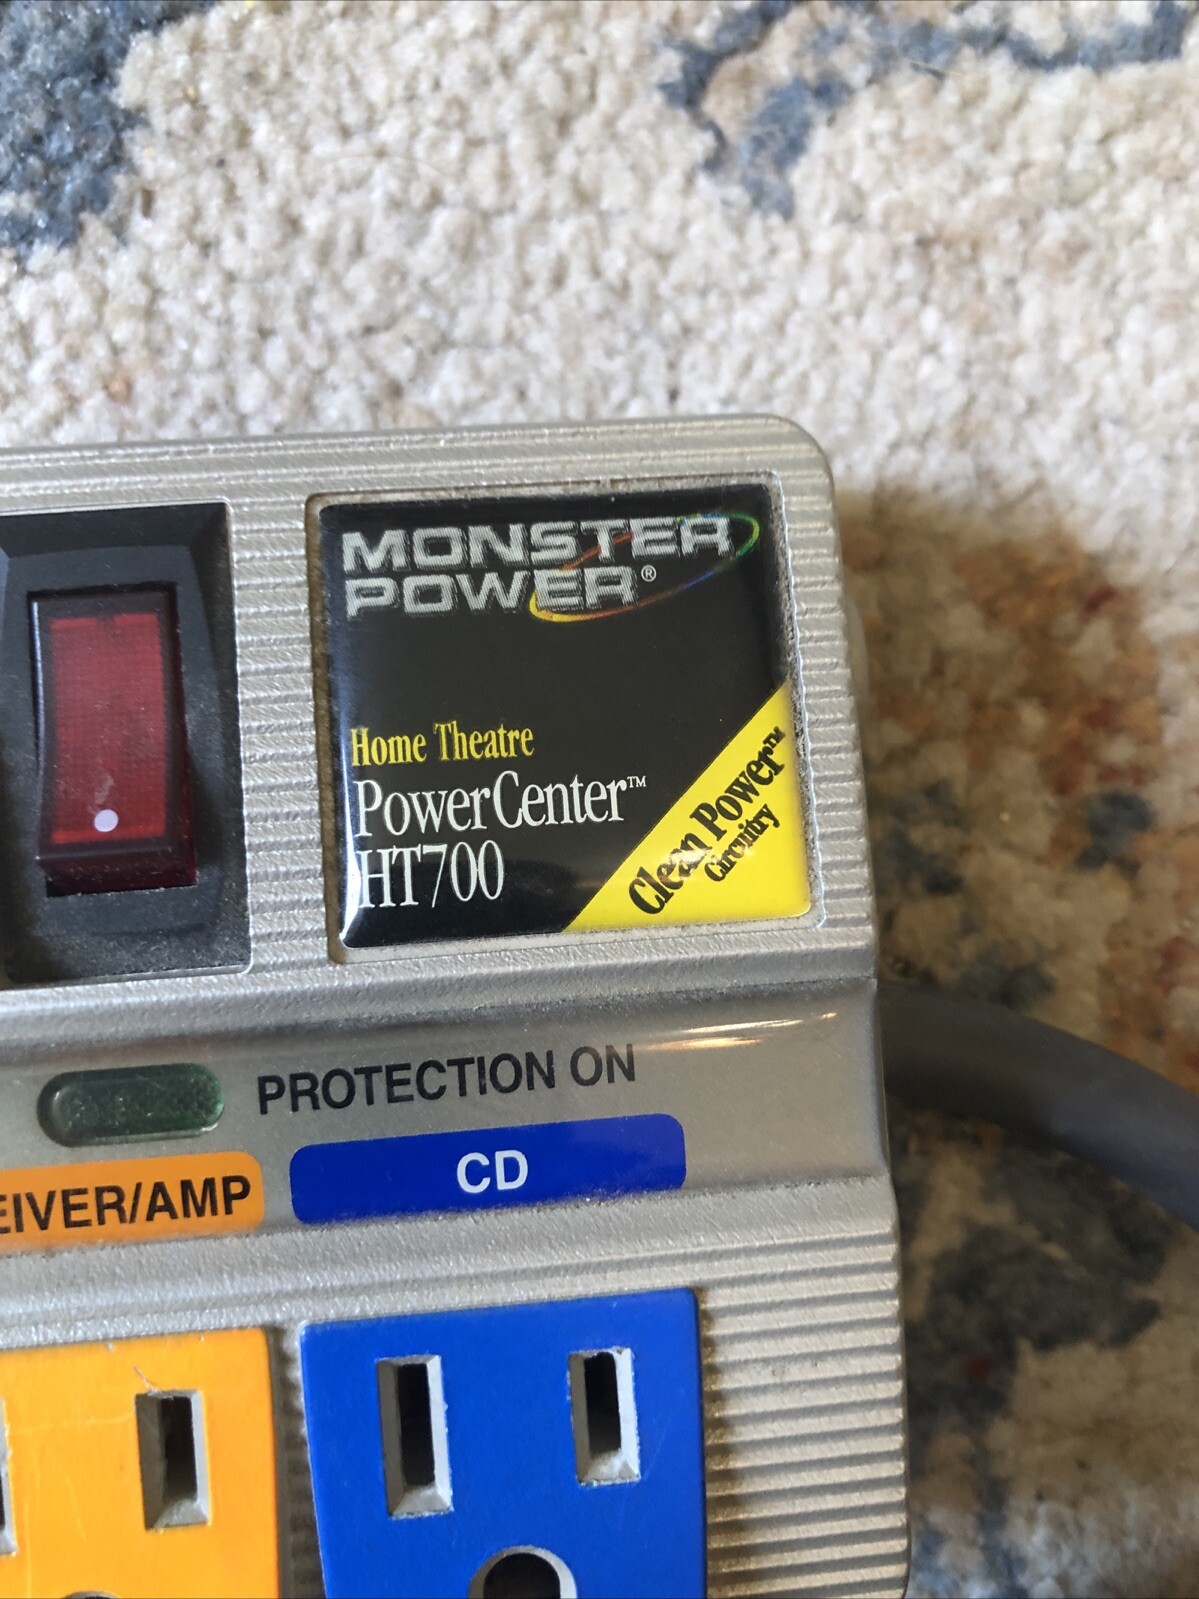 MONSTER
POWER®
Home Theatre
PowerCenter™
HT700
Clean Power™
Circuitry
PROTECTION ON
EIVER/AMP
CD